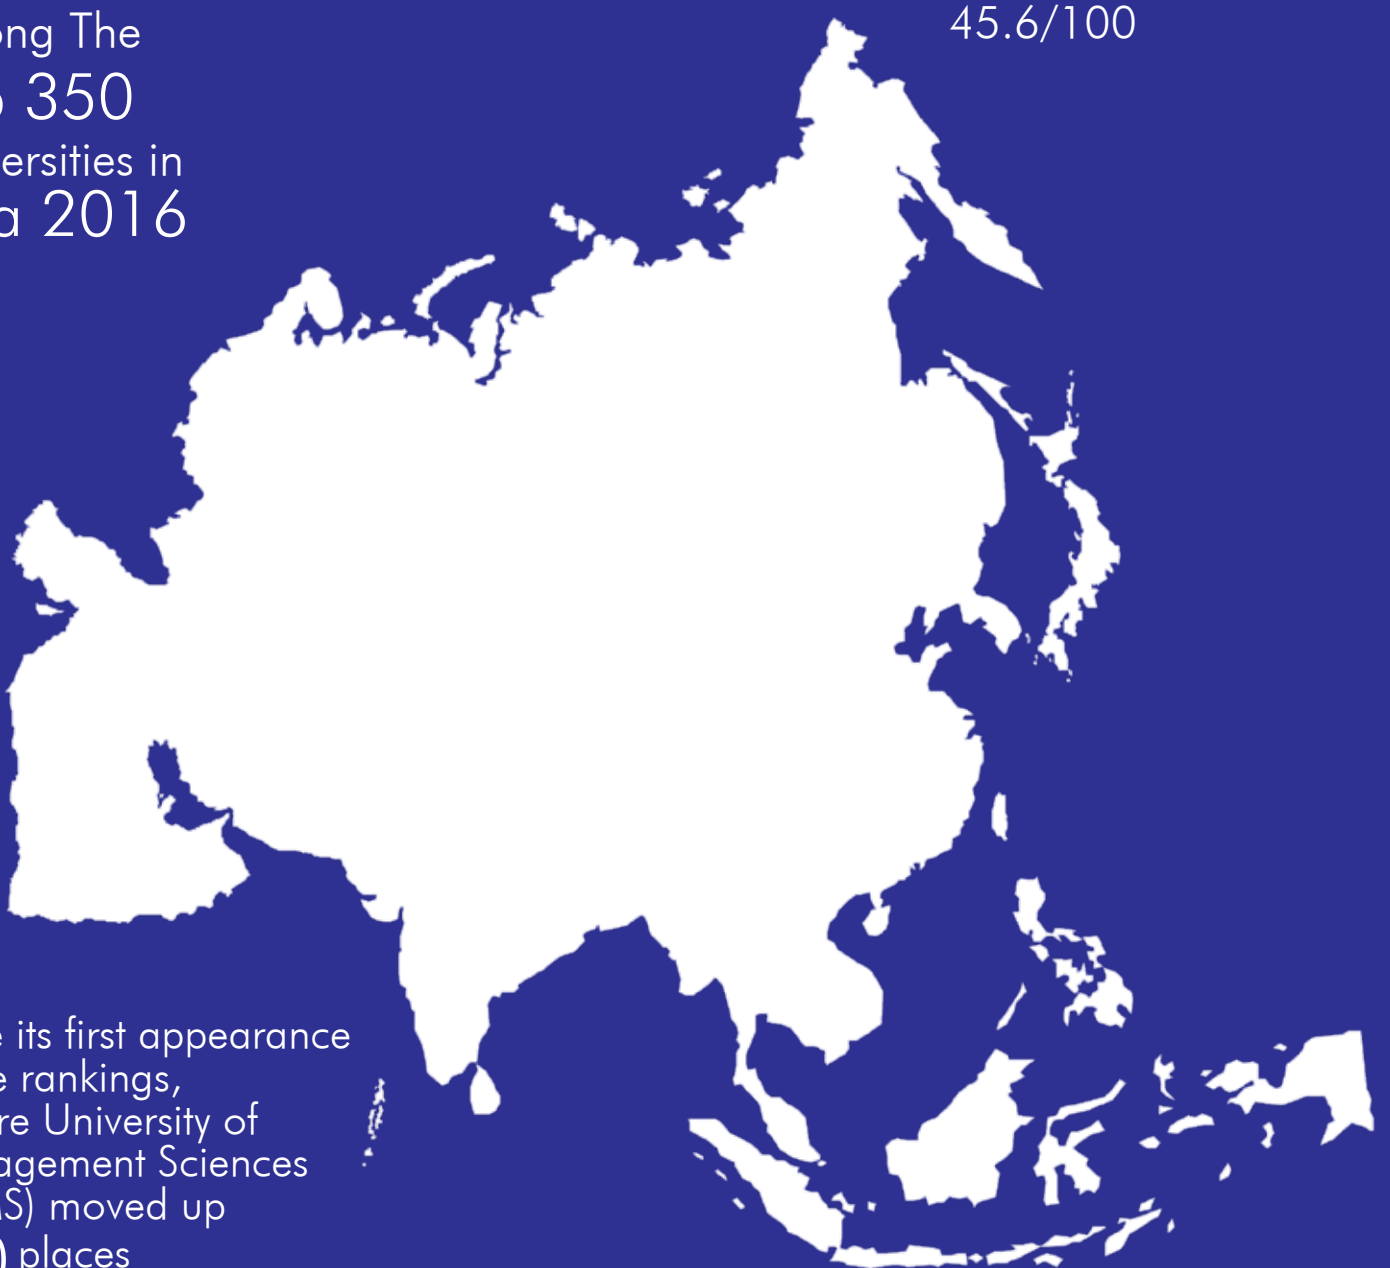 ong The
350
ersities in
a 2016
45.6/100
e its first appearance
e rankings,
re University of
agement Sciences
MS) moved up
) places